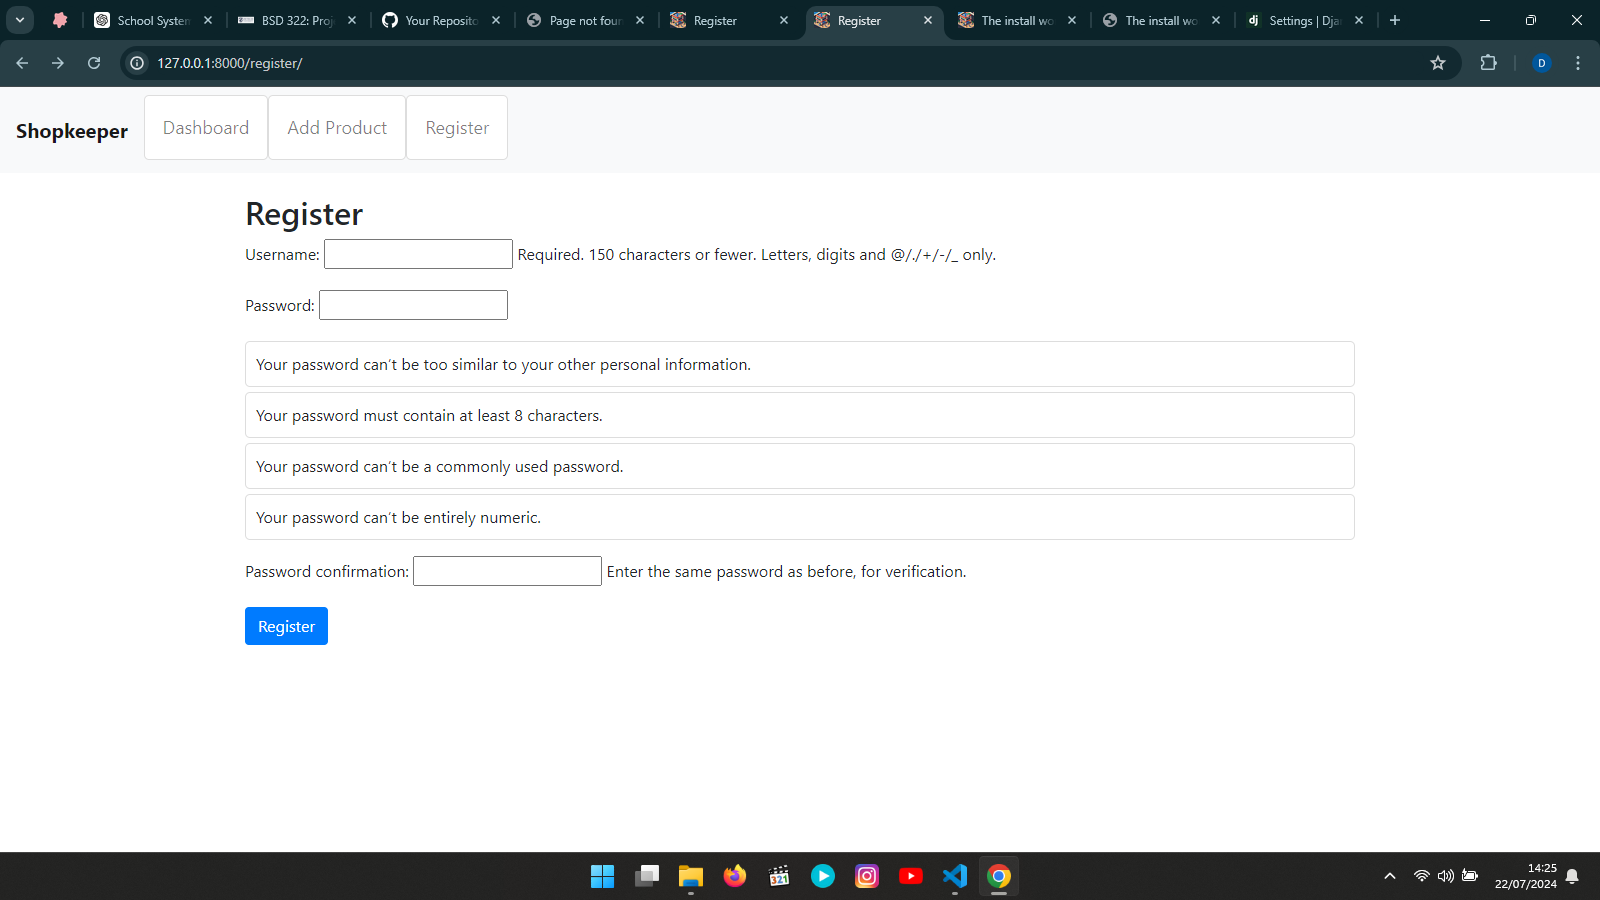 School System
BSD 322: Proj
Your Reposito
Page not foun
Register
Register
The install wo
The install wo
dj
Settings | Djan
127.0.0.1:8000/register/
D
Shopkeeper
Dashboard
Add Product
Register
Register
Username:
Required. 150 characters or fewer. Letters, digits and @/./+/-/_ only.
Password:
Your password can’t be too similar to your other personal information.
Your password must contain at least 8 characters.
Your password can’t be a commonly used password.
Your password can’t be entirely numeric.
Password confirmation:
Enter the same password as before, for verification.
Register
321
14:25
22/07/2024